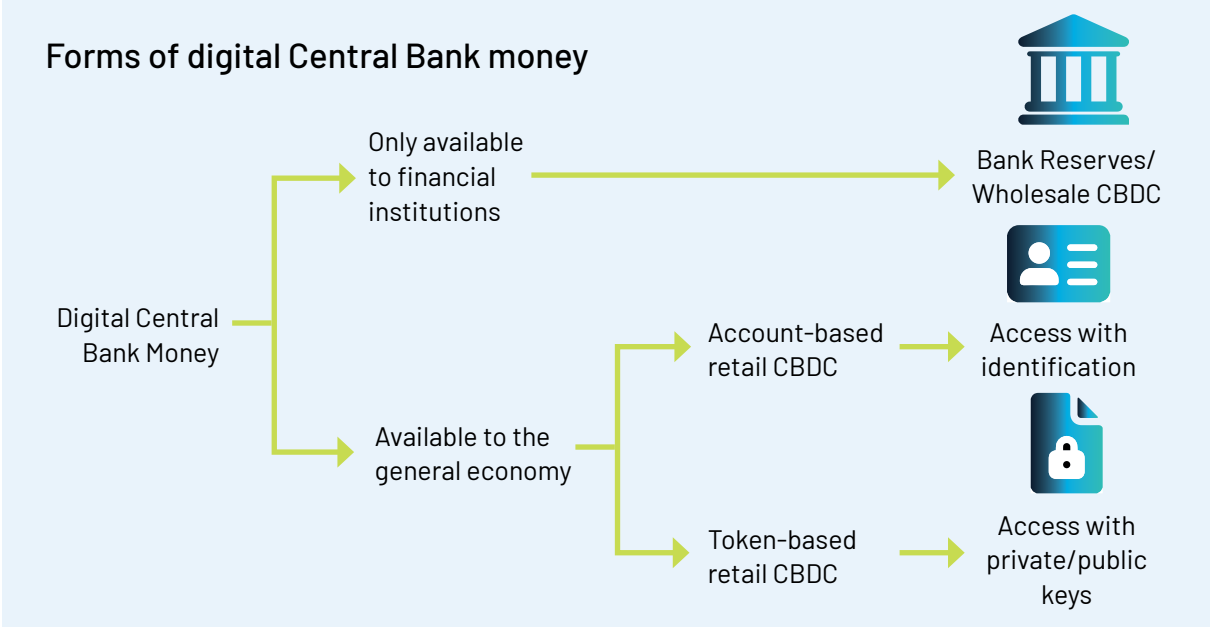 Forms of digital Central Bank money
Only available
to financial
institutions
Bank Reserves/
Wholesale CBDC
Digital Central
Bank Money
Account-based
retail CBDC
Access with
identification
Available to the
general economy
Token-based
retail CBDC
Access with
private/public
keys